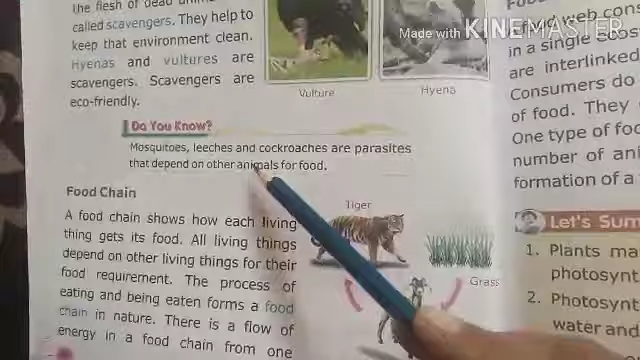 the flesh of dead
called scavengers. They help to
keep that environment clean.
Hyenas and vultures are
scavengers. Scavengers are
eco-friendly.
Vulture
Hyena
Do You Know?
Mosquitoes, leeches and cockroaches are parasites
that depend on other animals for food.
Food Chain
A food chain shows how each living
thing gets its food. All living things
depend on other living things for their
food requirement. The process of
eating and being eaten forms a food
chain in nature. There is a flow of
energy in a food chain from one
Tiger
Grass
Made with KINEMASTER
in a single
are interlinked
Consumers do
of food. They
One type of foo
number of ani
formation of a
Let's Sum
1. Plants ma
photosynt
2. Photosynt
water and